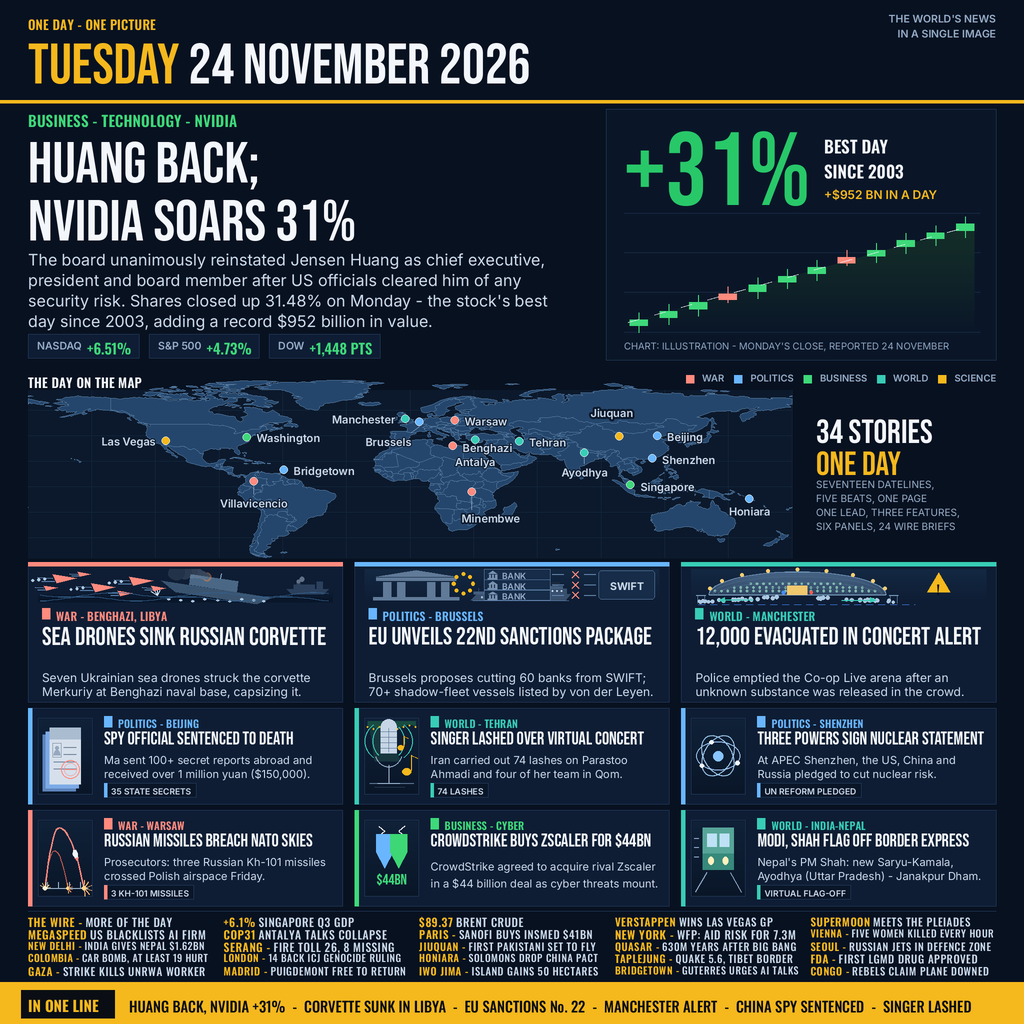 ONE DAY - ONE PICTURE
THE WORLD'S NEWS
IN A SINGLE IMAGE
TUESDAY 24 NOVEMBER 2026
BUSINESS - TECHNOLOGY - NVIDIA
HUANG BACK;
NVIDIA SOARS 31%
The board unanimously reinstated Jensen Huang as chief executive,
president and board member after US officials cleared him of any
security risk. Shares closed up 31.48% on Monday - the stock's best
day since 2003, adding a record $952 billion in value.
NASDAQ +6.51%
S&P 500 +4.73%
DOW +1,448 PTS
+31%
BEST DAY
SINCE 2003
+$952 BN IN A DAY
CHART: ILLUSTRATION - MONDAY'S CLOSE, REPORTED 24 NOVEMBER
THE DAY ON THE MAP
WAR
POLITICS
BUSINESS
WORLD
SCIENCE
Las Vegas
Washington
Bridgetown
Villavicencio
Manchester
Brussels
Warsaw
Benghazi
Antalya
Tehran
Minembwe
Jiuquan
Beijing
Shenzhen
Ayodhya
Singapore
Honiara
34 STORIES
ONE DAY
SEVENTEEN DATELINES,
FIVE BEATS, ONE PAGE
ONE LEAD, THREE FEATURES,
SIX PANELS, 24 WIRE BRIEFS
WAR - BENGHAZI, LIBYA
SEA DRONES SINK RUSSIAN CORVETTE
Seven Ukrainian sea drones struck the corvette
Merkuriy at Benghazi naval base, capsizing it.
BANK
BANK
BANK
SWIFT
POLITICS - BRUSSELS
EU UNVEILS 22ND SANCTIONS PACKAGE
Brussels proposes cutting 60 banks from SWIFT;
70+ shadow-fleet vessels listed by von der Leyen.
!
WORLD - MANCHESTER
12,000 EVACUATED IN CONCERT ALERT
Police emptied the Co-op Live arena after an
unknown substance was released in the crowd.
POLITICS - BEIJING
SPY OFFICIAL SENTENCED TO DEATH
Ma sent 100+ secret reports abroad and
received over 1 million yuan ($150,000).
35 STATE SECRETS
WORLD - TEHRAN
SINGER LASHED OVER VIRTUAL CONCERT
Iran carried out 74 lashes on Parastoo
Ahmadi and four of her team in Qom.
74 LASHES
POLITICS - SHENZHEN
THREE POWERS SIGN NUCLEAR STATEMENT
At APEC Shenzhen, the US, China and
Russia pledged to cut nuclear risk.
UN REFORM PLEDGED
WAR - WARSAW
RUSSIAN MISSILES BREACH NATO SKIES
Prosecutors: three Russian Kh-101 missiles
crossed Polish airspace Friday.
3 KH-101 MISSILES
$44BN
BUSINESS - CYBER
CROWDSTRIKE BUYS ZSCALER FOR $44BN
CrowdStrike agreed to acquire rival Zscaler
in a $44 billion deal as cyber threats mount.
WORLD - INDIA-NEPAL
MODI, SHAH FLAG OFF BORDER EXPRESS
Nepal's PM Shah: new Saryu-Kamala,
Ayodhya (Uttar Pradesh) - Janakpur Dham.
VIRTUAL FLAG-OFF
THE WIRE - MORE OF THE DAY
MEGASPEED US BLACKLISTS AI FIRM
NEW DELHI - INDIA GIVES NEPAL $1.62BN
COLOMBIA - CAR BOMB, AT LEAST 19 HURT
GAZA - STRIKE KILLS UNRWA WORKER
+6.1% SINGAPORE Q3 GDP
COP31 ANTALYA TALKS COLLAPSE
SERANG - FIRE TOLL 26, 8 MISSING
LONDON - 14 BACK ICJ GENOCIDE RULING
MADRID - PUIGDEMONT FREE TO RETURN
$89.37 BRENT CRUDE
PARIS - SANOFI BUYS INSMED $41BN
JIUQUAN - FIRST PAKISTANI SET TO FLY
HONIARA - SOLOMONS DROP CHINA PACT
IWO JIMA - ISLAND GAINS 50 HECTARES
VERSTAPPEN WINS LAS VEGAS GP
NEW YORK - WFP: AID RISK FOR 7.3M
QUASAR - 630M YEARS AFTER BIG BANG
TAPLEJUNG - QUAKE 5.6, TIBET BORDER
BRIDGETOWN - GUTERRES URGES AI TALKS
SUPERMOON MEETS THE PLEIADES
VIENNA - FIVE WOMEN KILLED EVERY HOUR
SEOUL - RUSSIAN JETS IN DEFENCE ZONE
FDA - FIRST LGMD DRUG APPROVED
CONGO - REBELS CLAIM PLANE DOWNED
IN ONE LINE
HUANG BACK, NVIDIA +31% - CORVETTE SUNK IN LIBYA - EU SANCTIONS No. 22 - MANCHESTER ALERT - CHINA SPY SENTENCED - SINGER LASHED